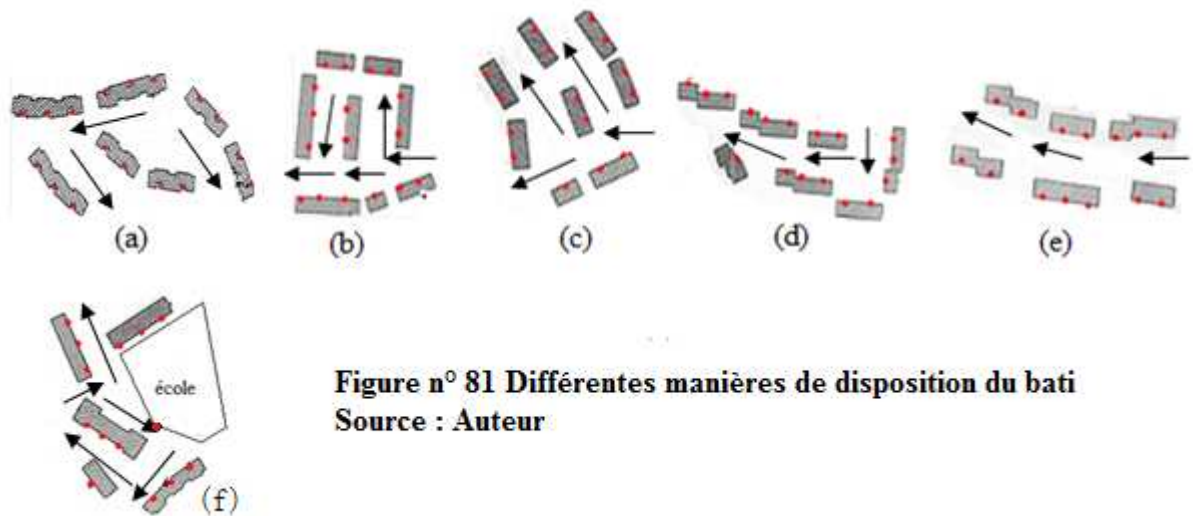 (a)
(b)
(c)
(d)
(e)
école
(f)
Figure n° 81 Différentes manières de disposition du bati
Source : Auteur